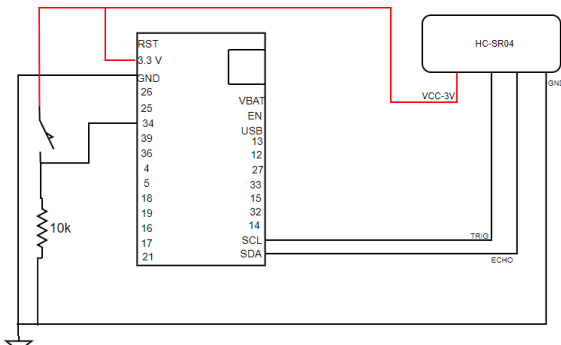 HC-SR04
RST
3.3 V
GND
26
25
34
39
36
4
5
18
19
16
17
21
VBAT
EN
USB
13
12
27
33
15
32
14
SCL
SDA
VCC-3V
GND
TRIG
ECHO
10k